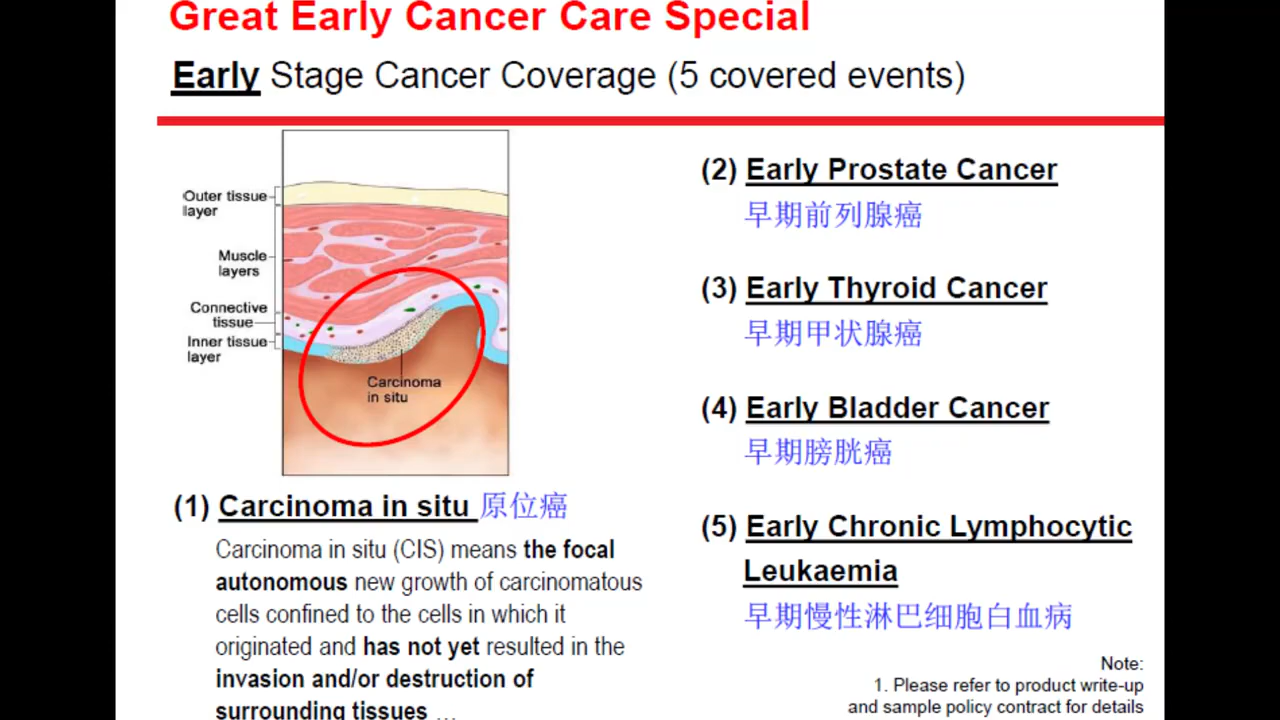 Great Early Cancer Care Special
Early Stage Cancer Coverage (5 covered events)
Outer tissue
layer
Muscle
layers
Connective
tissue
Inner tissue
layer
Carcinoma
in situ
(1) Carcinoma in situ 原位癌
Carcinoma in situ (CIS) means the focal
autonomous new growth of carcinomatous
cells confined to the cells in which it
originated and has not yet resulted in the
invasion and/or destruction of
surrounding tissues ...
(2) Early Prostate Cancer
早期前列腺癌
(3) Early Thyroid Cancer
早期甲状腺癌
(4) Early Bladder Cancer
早期膀胱癌
(5) Early Chronic Lymphocytic
Leukaemia
早期慢性淋巴细胞白血病
Note:
1. Please refer to product write-up
and sample policy contract for details